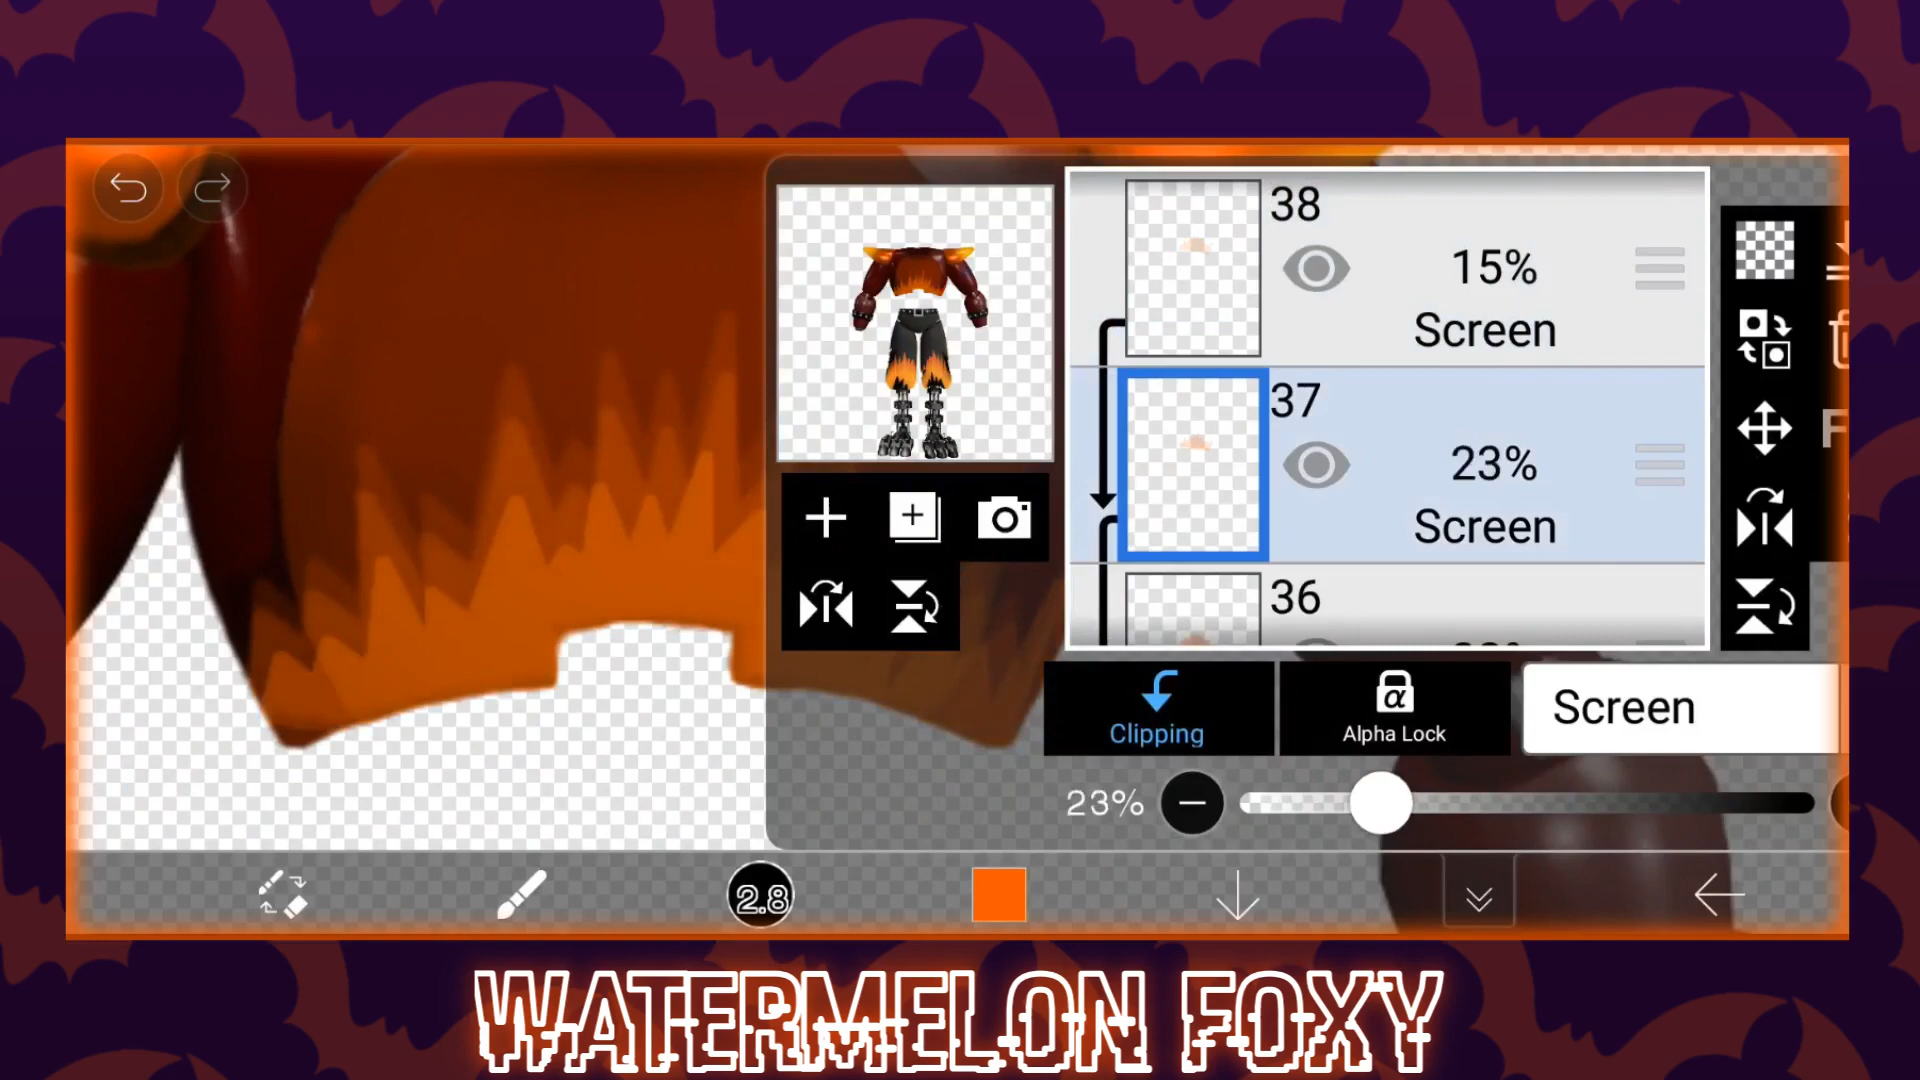 38
15%
Screen
37
23%
Screen
36
Clipping
α
Alpha Lock
Screen
23%
2.8
WATERMELON FOXY